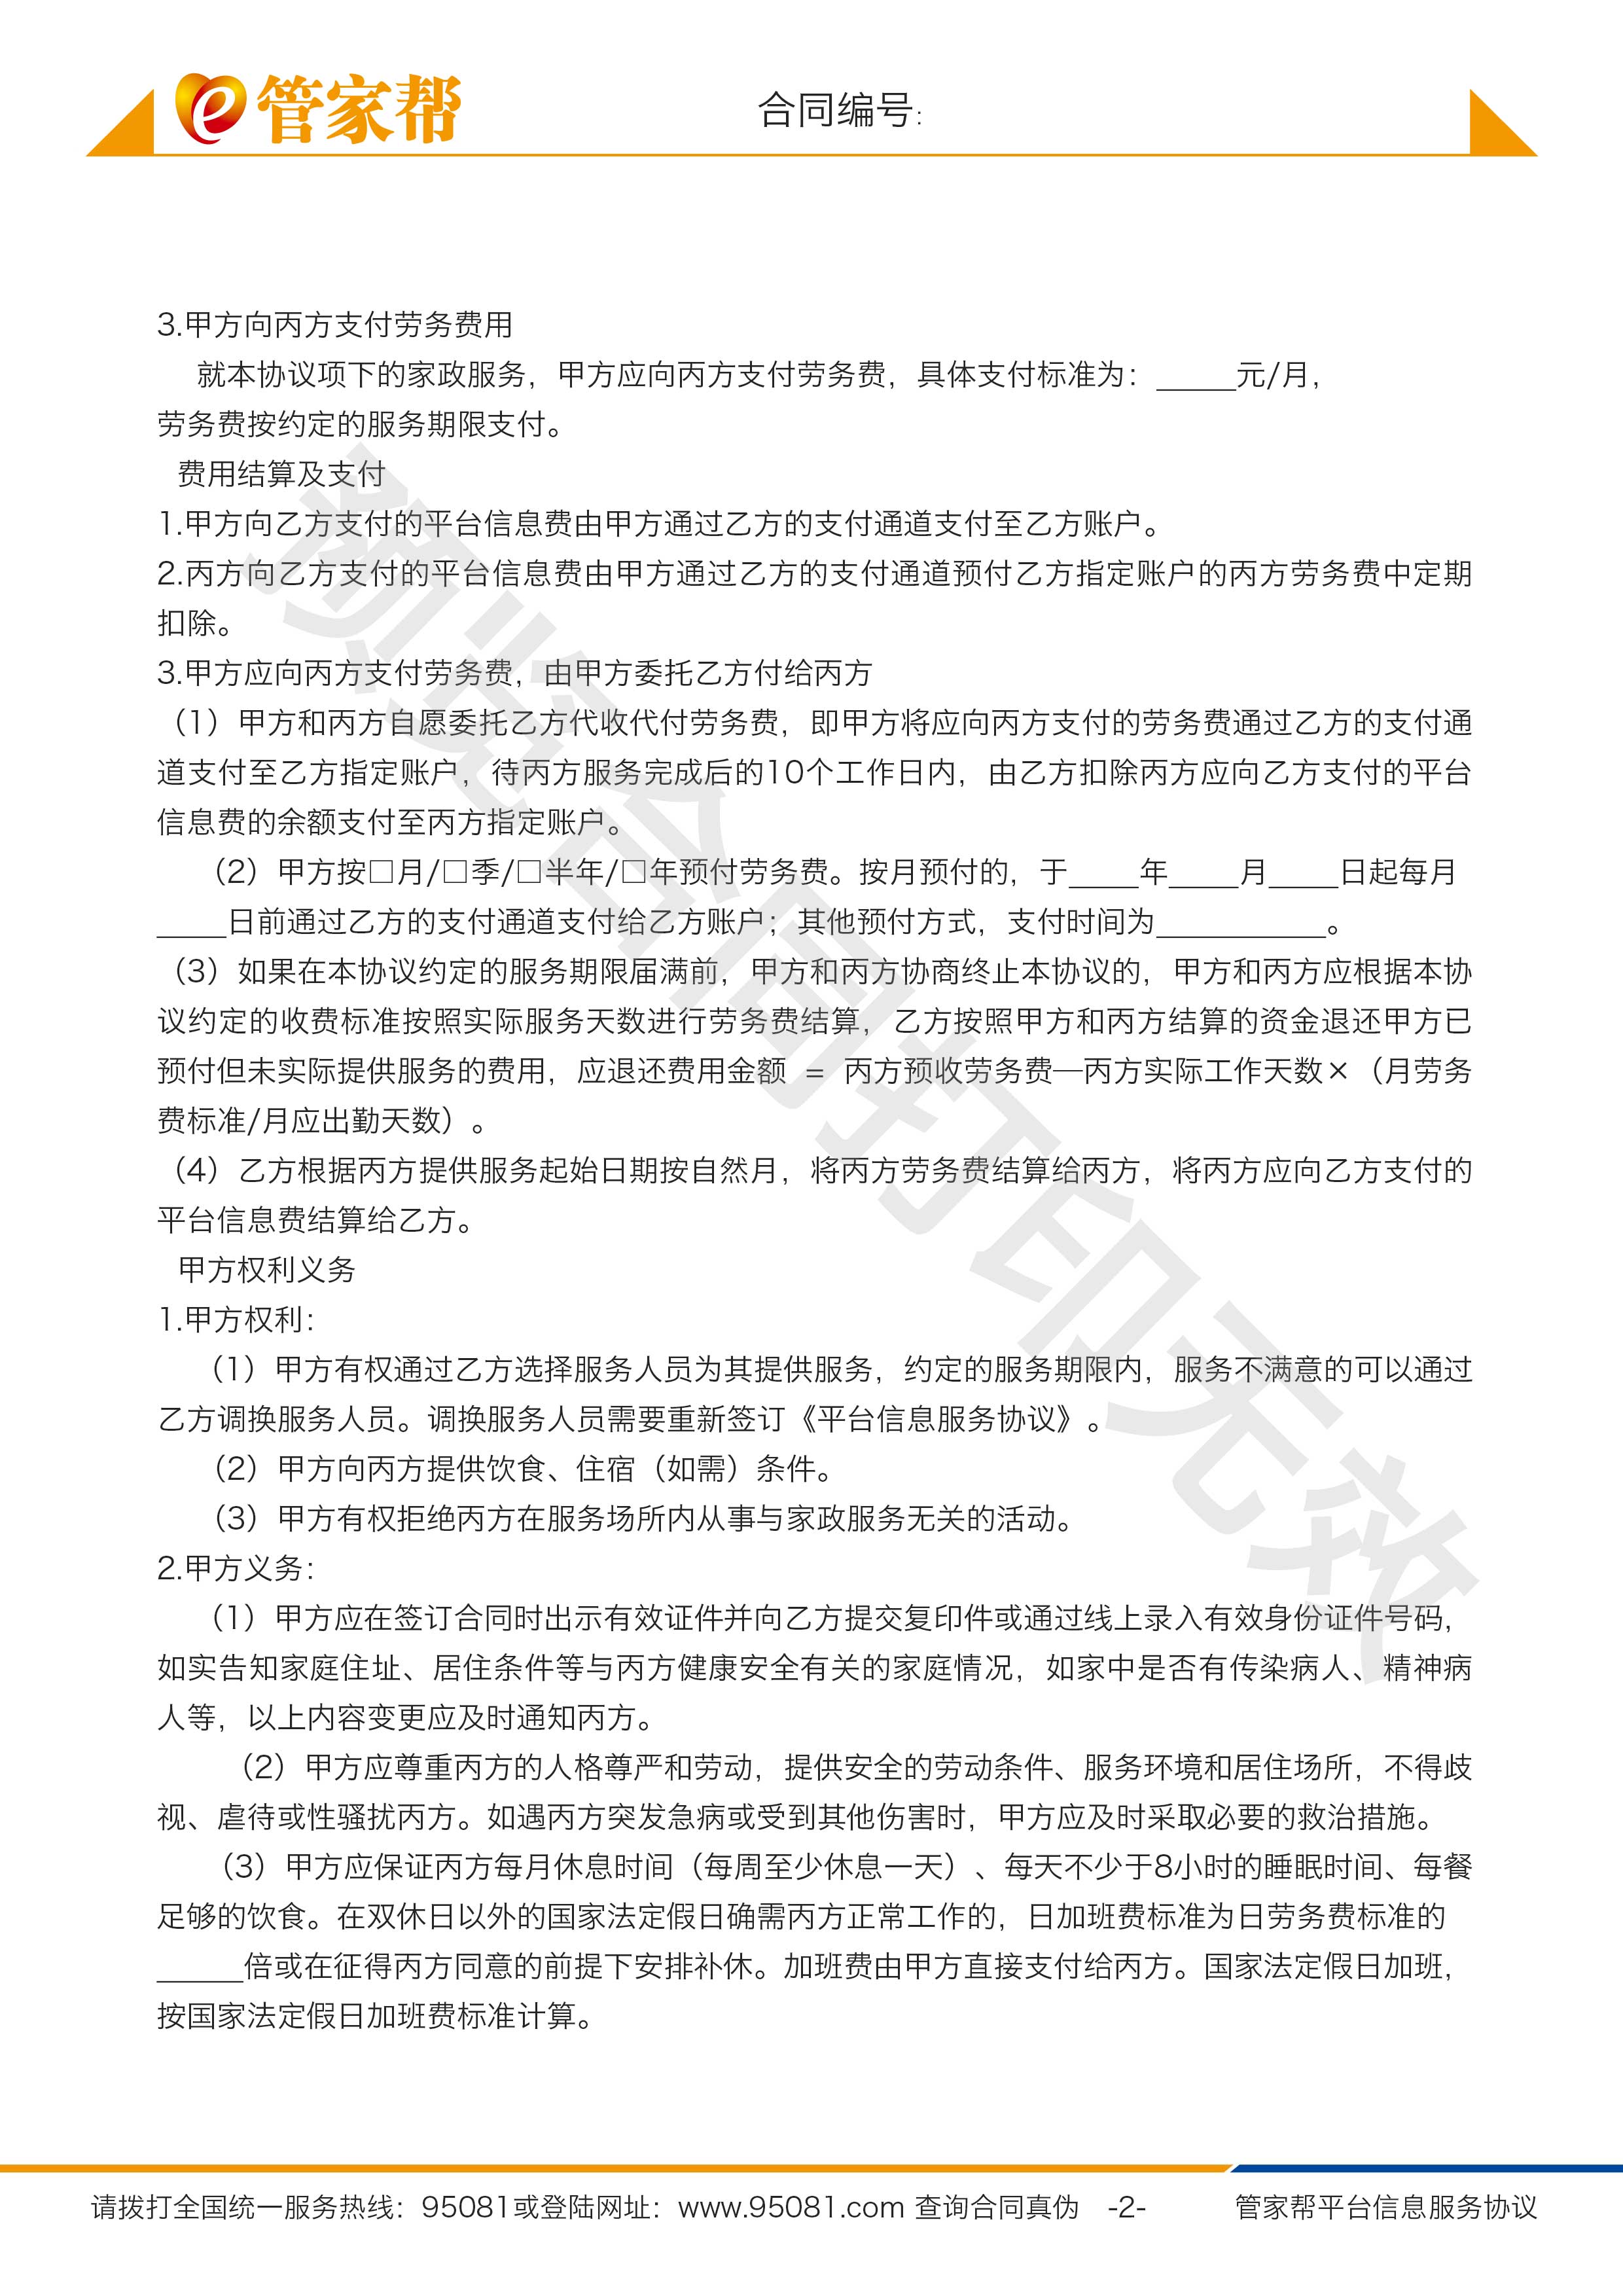 e管家帮
合同编号：
3.甲方向丙方支付劳务费用
就本协议项下的家政服务，甲方应向丙方支付劳务费，具体支付标准为：_____元/月，
劳务费按约定的服务期限支付。
费用结算及支付
1.甲方向乙方支付的平台信息费由甲方通过乙方的支付通道支付至乙方账户。
2.丙方向乙方支付的平台信息费由甲方通过乙方的支付通道预付乙方指定账户的丙方劳务费中定期
扣除。
3.甲方应向丙方支付劳务费，由甲方委托乙方付给丙方
（1）甲方和丙方自愿委托乙方代收代付劳务费，即甲方将应向丙方支付的劳务费通过乙方的支付通
道支付至乙方指定账户，待丙方服务完成后的10个工作日内，由乙方扣除丙方应向乙方支付的平台
信息费的余额支付至丙方指定账户。
（2）甲方按□月/□季/□半年/□年预付劳务费。按月预付的，于____年____月____日起每月
____日前通过乙方的支付通道支付给乙方账户；其他预付方式，支付时间为__________。
（3）如果在本协议约定的服务期限届满前，甲方和丙方协商终止本协议的，甲方和丙方应根据本协
议约定的收费标准按照实际服务天数进行劳务费结算，乙方按照甲方和丙方结算的资金退还甲方已
预付但未实际提供服务的费用，应退还费用金额 = 丙方预收劳务费—丙方实际工作天数×（月劳务
费标准/月应出勤天数）。
（4）乙方根据丙方提供服务起始日期按自然月，将丙方劳务费结算给丙方，将丙方应向乙方支付的
平台信息费结算给乙方。
甲方权利义务
1.甲方权利：
（1）甲方有权通过乙方选择服务人员为其提供服务，约定的服务期限内，服务不满意的可以通过
乙方调换服务人员。调换服务人员需要重新签订《平台信息服务协议》。
（2）甲方向丙方提供饮食、住宿（如需）条件。
（3）甲方有权拒绝丙方在服务场所内从事与家政服务无关的活动。
2.甲方义务：
（1）甲方应在签订合同时出示有效证件并向乙方提交复印件或通过线上录入有效身份证件号码，
如实告知家庭住址、居住条件等与丙方健康安全有关的家庭情况，如家中是否有传染病人、精神病
人等，以上内容变更应及时通知丙方。
（2）甲方应尊重丙方的人格尊严和劳动，提供安全的劳动条件、服务环境和居住场所，不得歧
视、虐待或性骚扰丙方。如遇丙方突发急病或受到其他伤害时，甲方应及时采取必要的救治措施。
（3）甲方应保证丙方每月休息时间（每周至少休息一天）、每天不少于8小时的睡眠时间、每餐
足够的饮食。在双休日以外的国家法定假日确需丙方正常工作的，日加班费标准为日劳务费标准的
_____倍或在征得丙方同意的前提下安排补休。加班费由甲方直接支付给丙方。国家法定假日加班，
按国家法定假日加班费标准计算。
预览合同打印无效
请拨打全国统一服务热线：95081或登陆网址：www.95081.com 查询合同真伪 -2- 管家帮平台信息服务协议